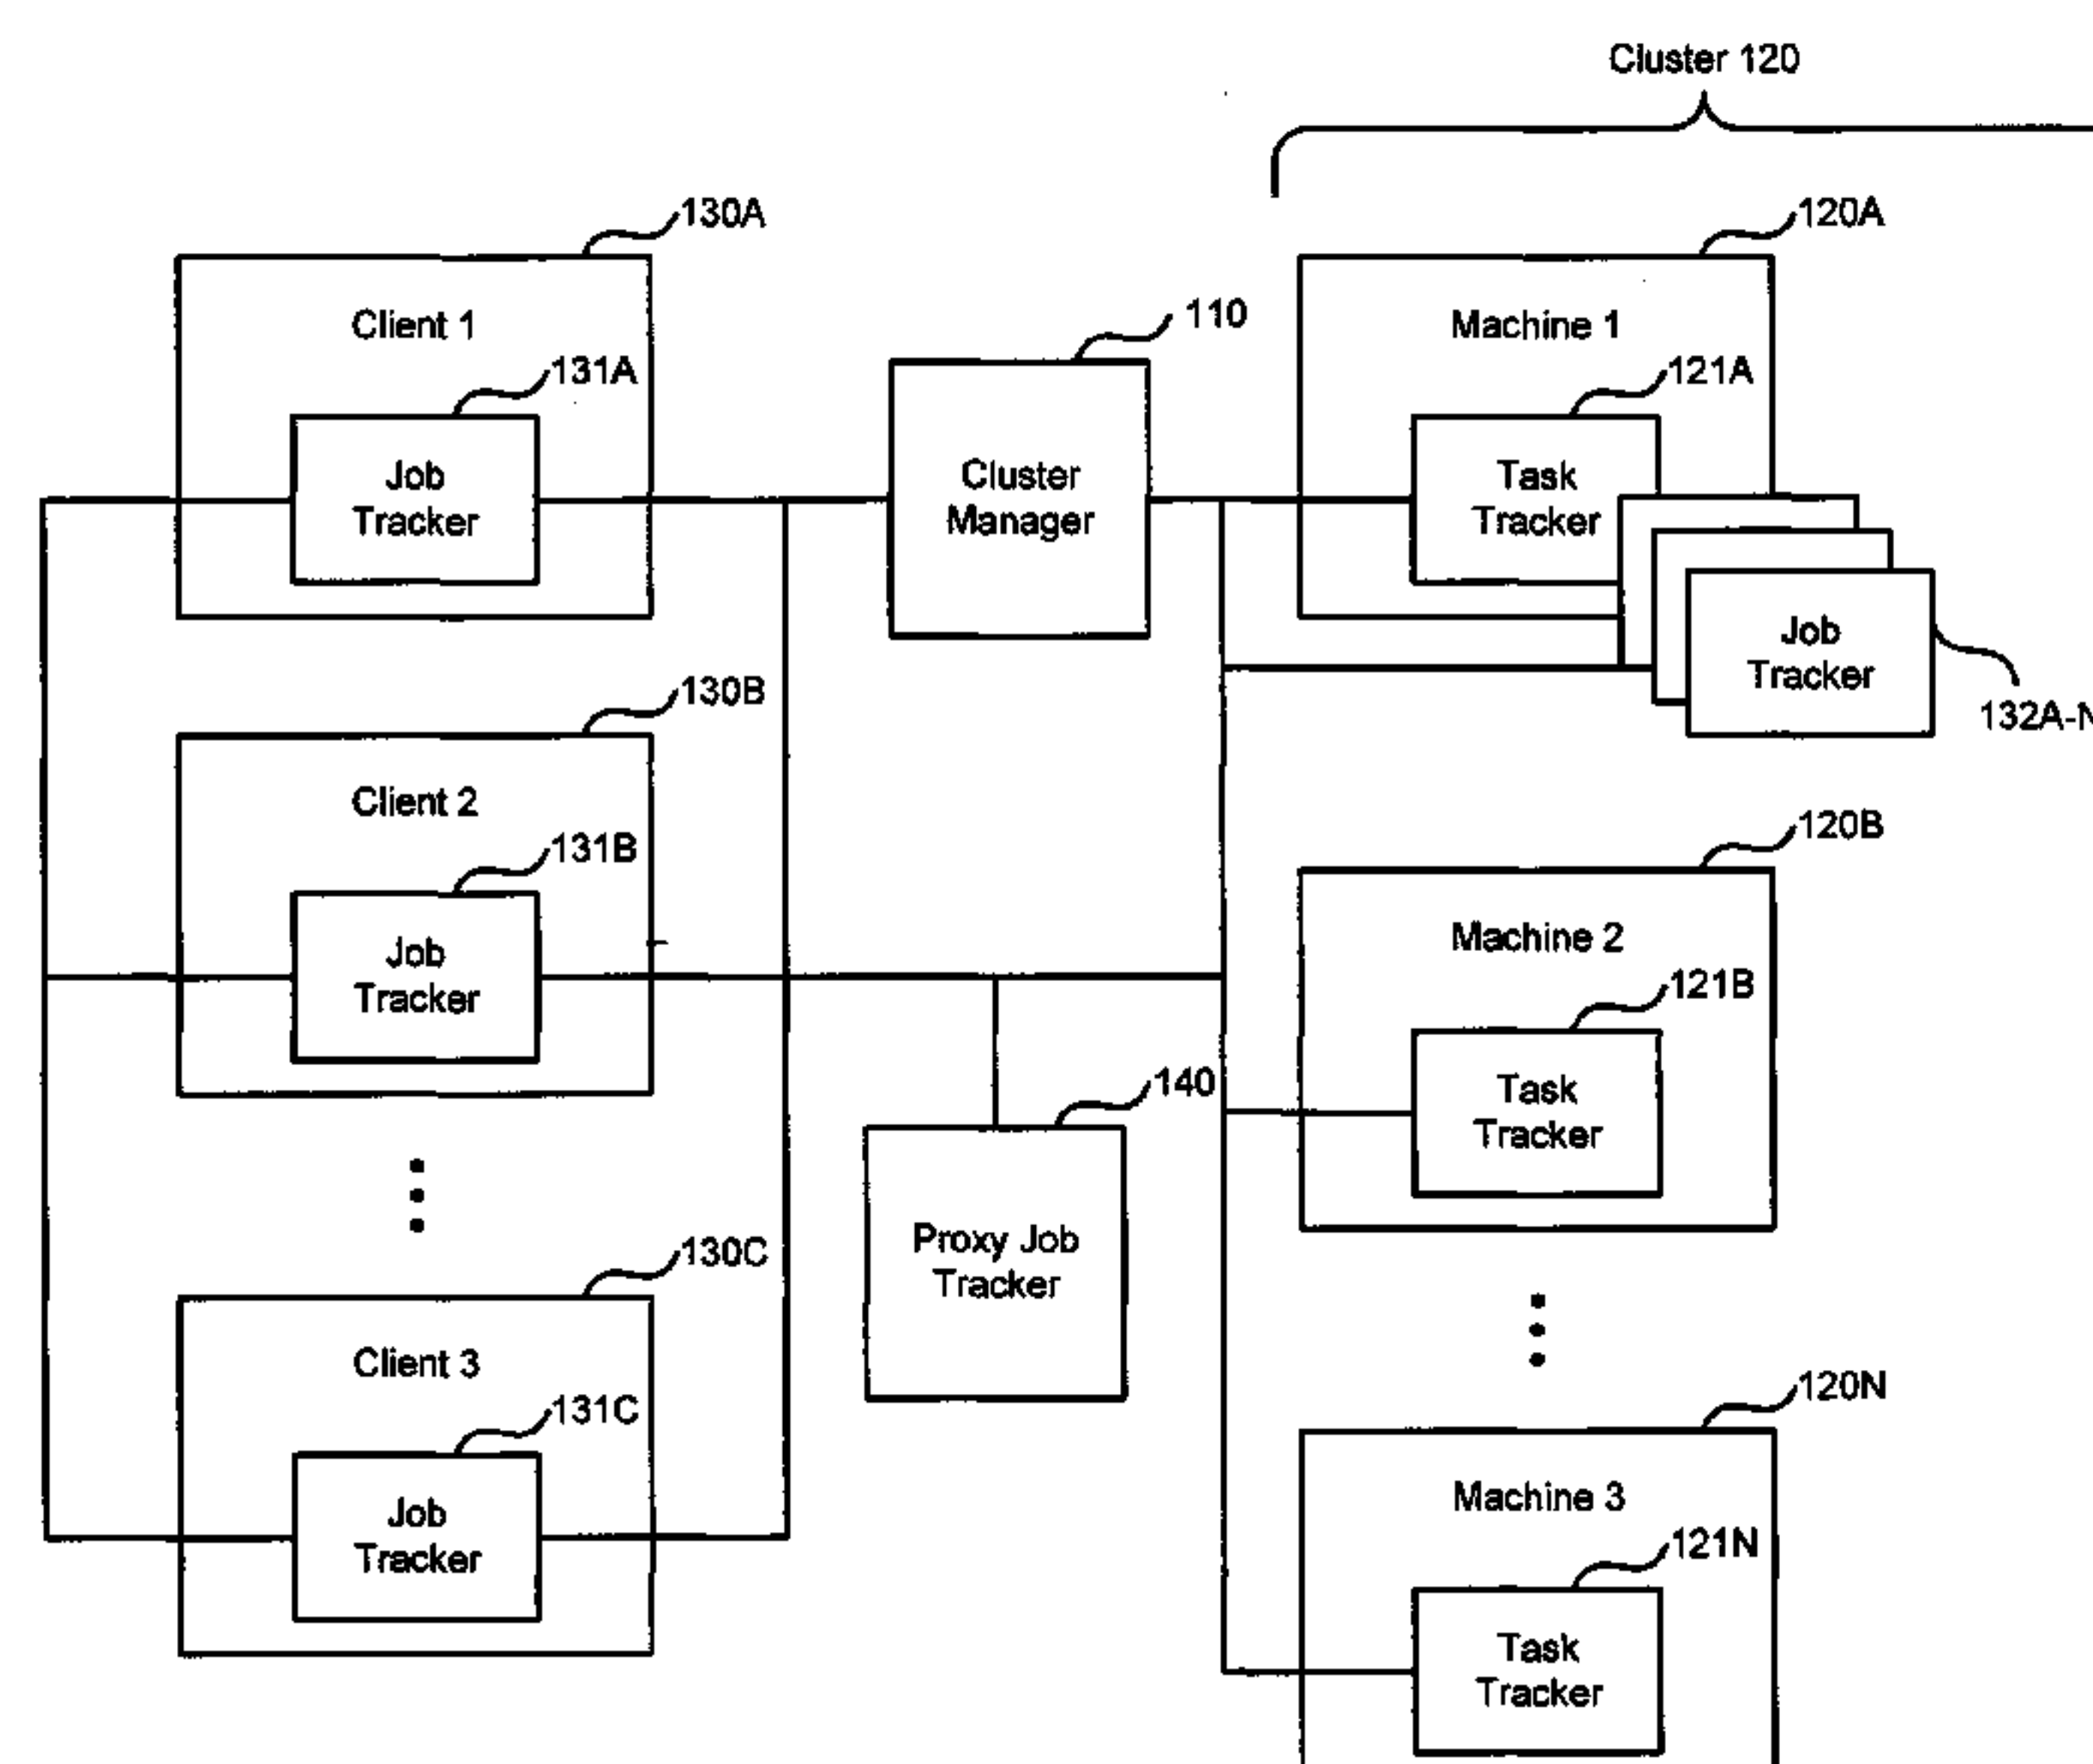 Cluster 120
130A
120A
Client 1
110
Machine 1
131A
121A
Job
Tracker
Cluster
Manager
Task
Tracker
Job
Tracker
132A-N
130B
Client 2
120B
131B
Job
Tracker
Machine 2
121B
140
Task
Tracker
Proxy Job
Tracker
130C
Client 3
120N
131C
Machine 3
Job
Tracker
121N
Task
Tracker